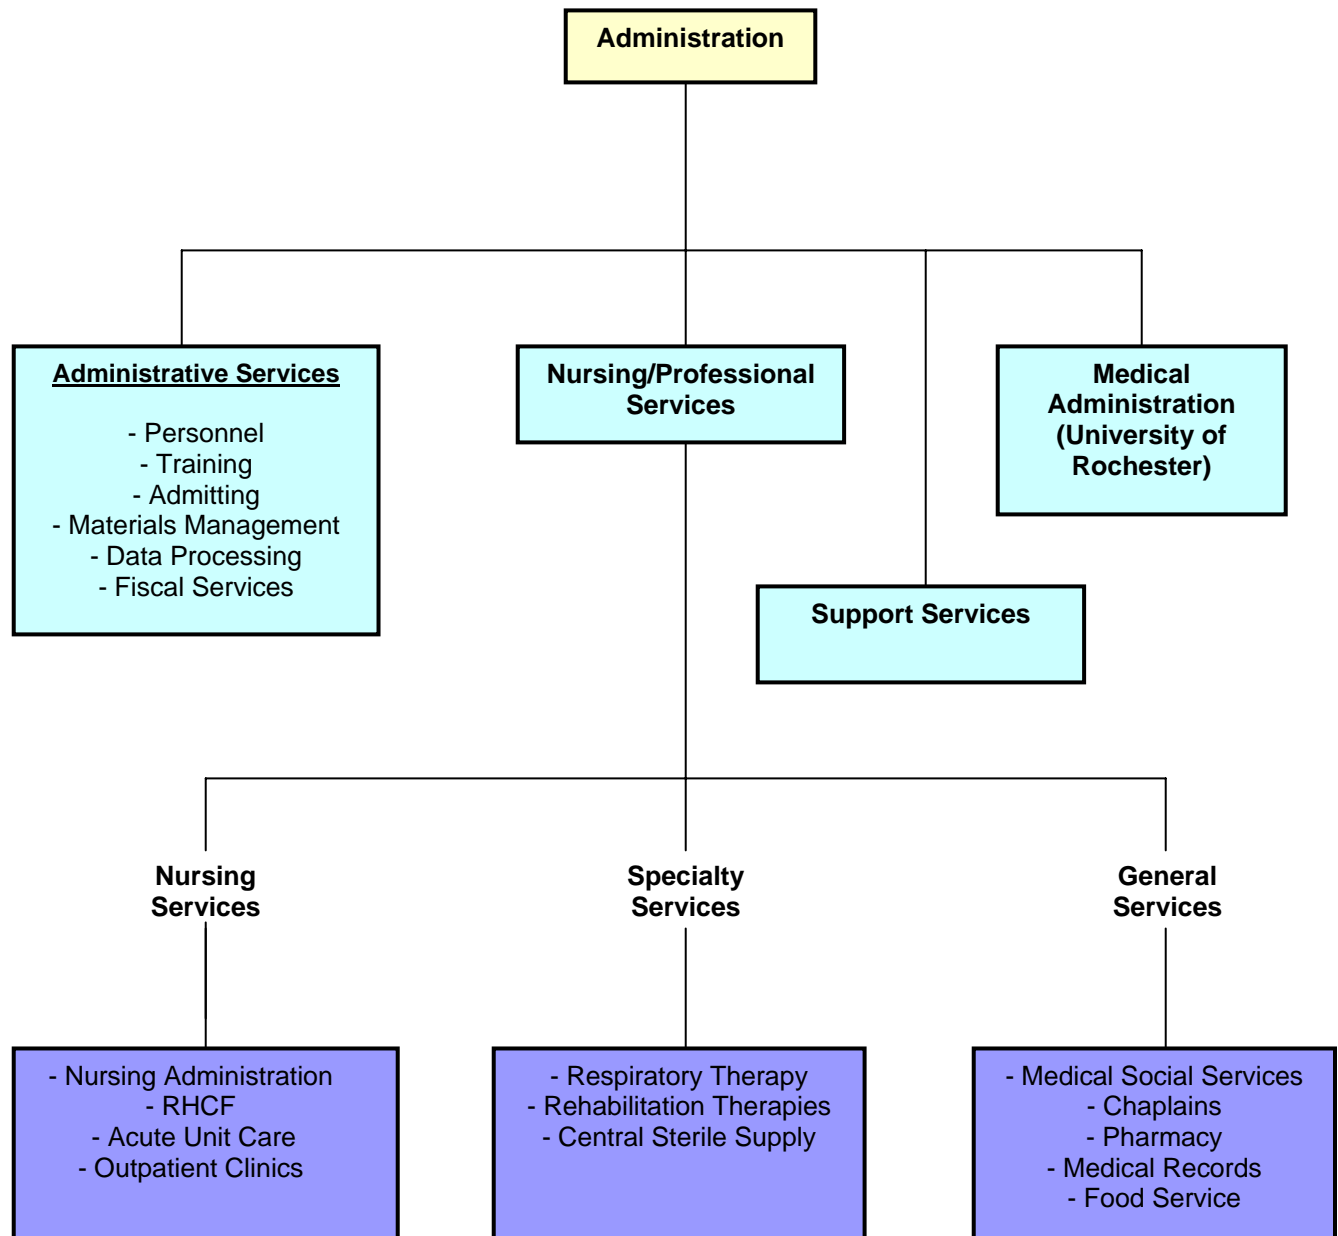 Administration
Administrative Services
- Personnel
- Training
- Admitting
- Materials Management
- Data Processing
- Fiscal Services
Nursing/Professional
Services
Medical
Administration
(University of
Rochester)
Support Services
Nursing
Services
Specialty
Services
General
Services
- Nursing Administration
- RHCF
- Acute Unit Care
- Outpatient Clinics
- Respiratory Therapy
- Rehabilitation Therapies
- Central Sterile Supply
- Medical Social Services
- Chaplains
- Pharmacy
- Medical Records
- Food Service